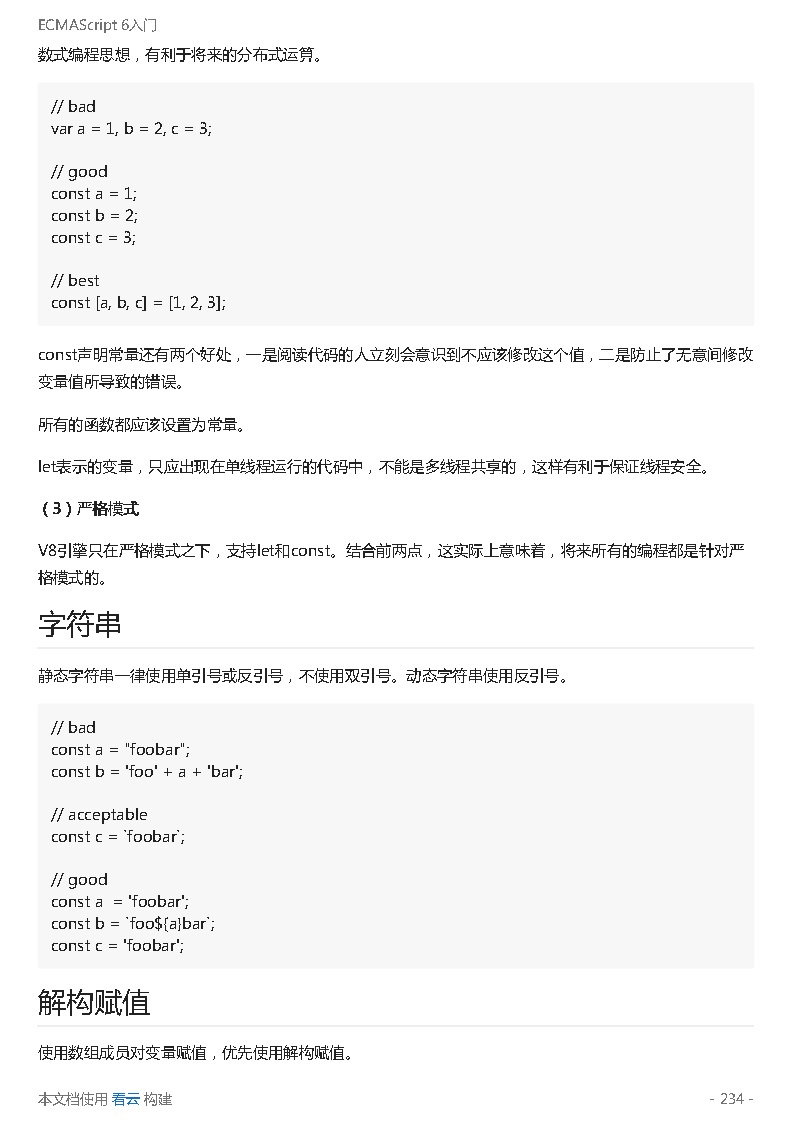 ECMAScript 6入门
数式编程思想，有利于将来的分布式运算。
// bad
var a = 1, b = 2, c = 3;
// good
const a = 1;
const b = 2;
const c = 3;
// best
const [a, b, c] = [1, 2, 3];
const声明常量还有两个好处，一是阅读代码的人立刻会意识到不应该修改这个值，二是防止了无意间修改
变量值所导致的错误。
所有的函数都应该设置为常量。
let表示的变量，只应出现在单线程运行的代码中，不能是多线程共享的，这样有利于保证线程安全。
（3）严格模式
V8引擎只在严格模式之下，支持let和const。结合前两点，这实际上意味着，将来所有的编程都是针对严
格模式的。
字符串
静态字符串一律使用单引号或反引号，不使用双引号。动态字符串使用反引号。
// bad
const a = "foobar";
const b = 'foo' + a + 'bar';
// acceptable
const c = `foobar`;
// good
const a  = 'foobar';
const b = `foo${a}bar`;
const c = 'foobar';
解构赋值
使用数组成员对变量赋值，优先使用解构赋值。
本文档使用 看云 构建
- 234 -